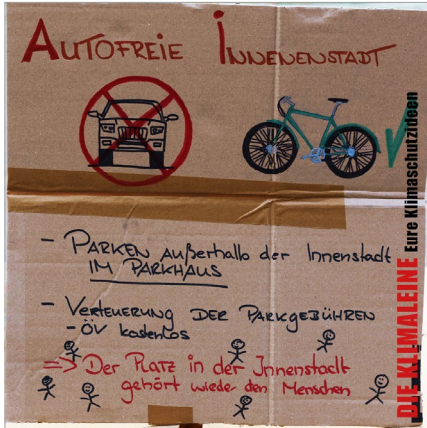 AUTOFREIE INNENENSTADT
- PARKEN außerhalb der Innenstadt
IM PARKHAUS
- VERTEUERUNG DER PARKGEBÜHREN
- ÖV kostenlos
=> Der PLATZ in der Innenstadt
gehört wieder den Menschen
DIE KLIMALEINE Eure Klimaschutzideen